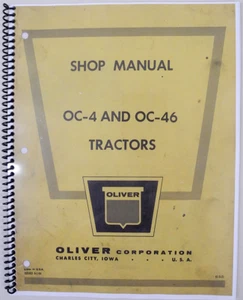 SHOP MANUAL
OC-4 AND OC-46
TRACTORS
OLIVER
OLIVER CORPORATION
CHARLES CITY, IOWA . . . U. S. A.